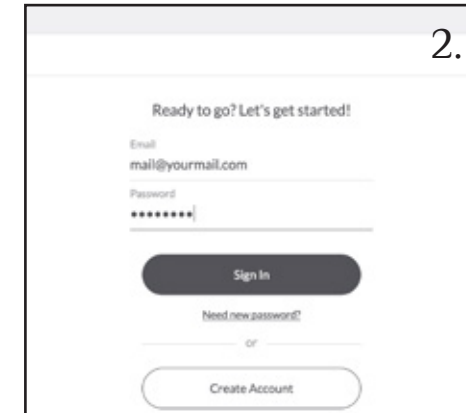 2.
Ready to go? Let's get started!
Email
mail@yourmail.com
Password
••••••••
Sign In
Need new password?
or
Create Account